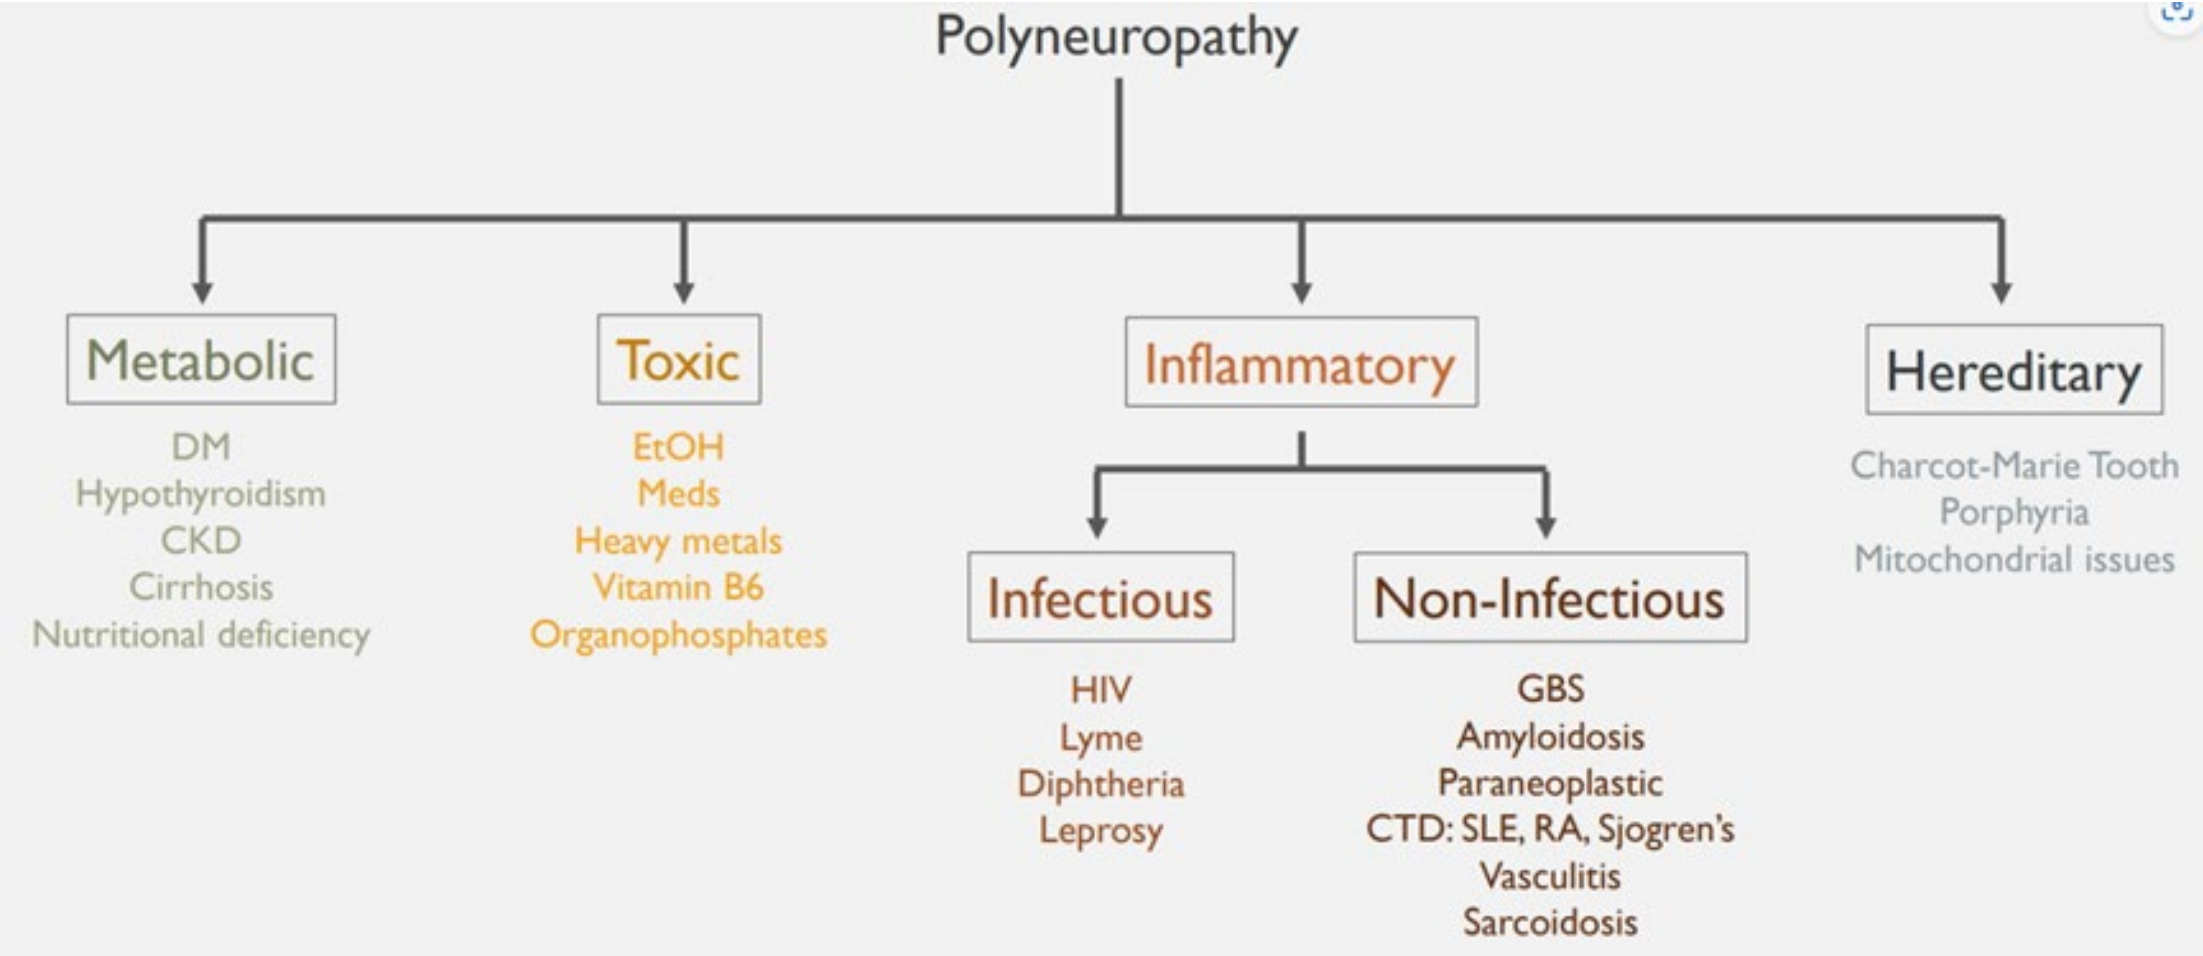 Polyneuropathy
Metabolic
DM
Hypothyroidism
CKD
Cirrhosis
Nutritional deficiency
Toxic
EtOH
Meds
Heavy metals
Vitamin B6
Organophosphates
Inflammatory
Infectious
HIV
Lyme
Diphtheria
Leprosy
Non-Infectious
GBS
Amyloidosis
Paraneoplastic
CTD: SLE, RA, Sjogren's
Vasculitis
Sarcoidosis
Hereditary
Charcot-Marie Tooth
Porphyria
Mitochondrial issues